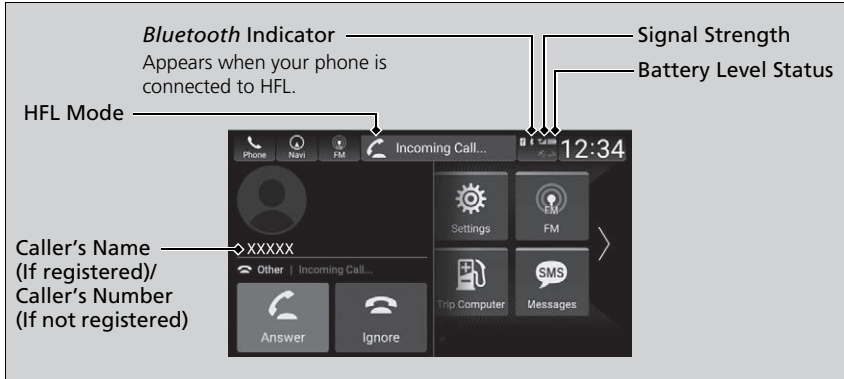 Bluetooth Indicator
Appears when your phone is
connected to HFL.
Signal Strength
Battery Level Status
HFL Mode
Phone
Navi
FM
Incoming Call...
12:34
Settings
FM
FM
Caller's Name
(If registered)/
Caller's Number
(If not registered)
XXXXX
Other | Incoming Call...
Trip Computer
SMS
Messages
Answer
Ignore